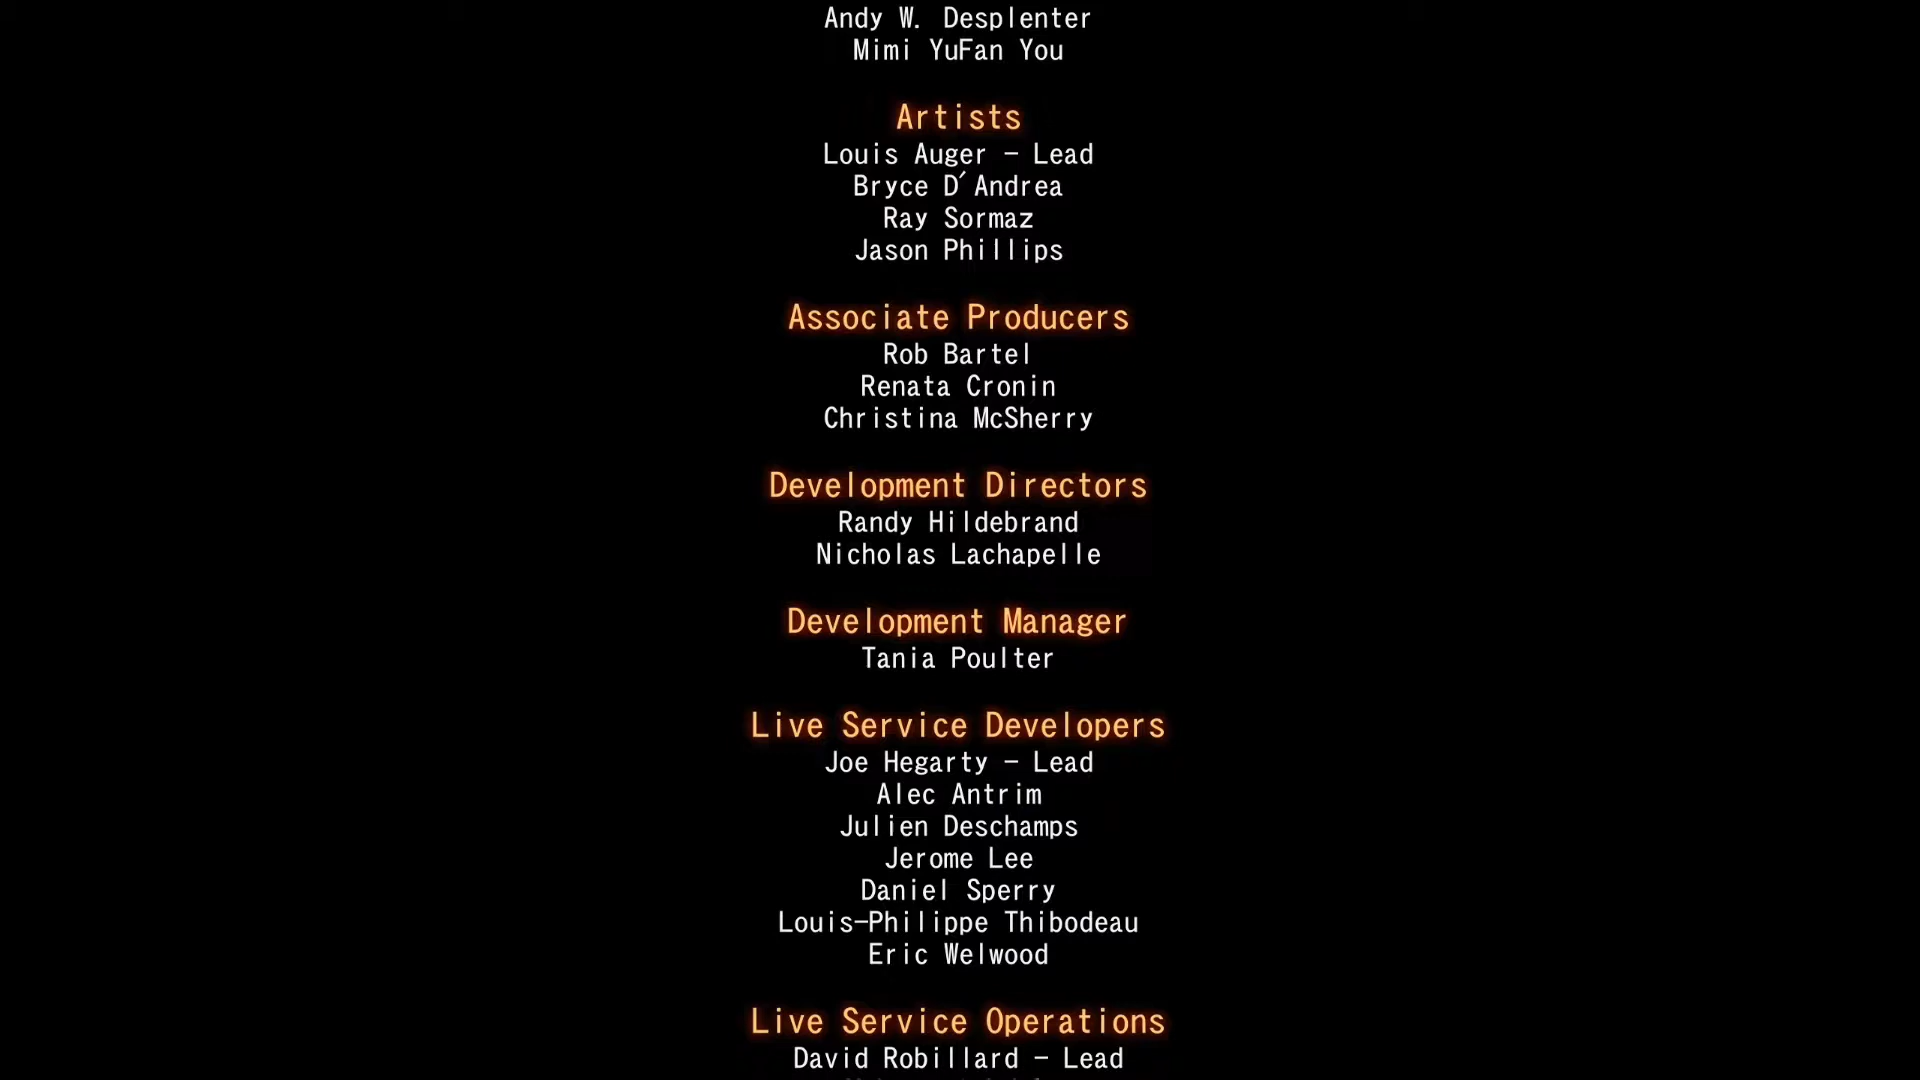 Andy W. Desplenter
Mimi YuFan You
Artists
Louis Auger - Lead
Bryce D´Andrea
Ray Sormaz
Jason Phillips
Associate Producers
Rob Bartel
Renata Cronin
Christina McSherry
Development Directors
Randy Hildebrand
Nicholas Lachapelle
Development Manager
Tania Poulter
Live Service Developers
Joe Hegarty - Lead
Alec Antrim
Julien Deschamps
Jerome Lee
Daniel Sperry
Louis-Philippe Thibodeau
Eric Welwood
Live Service Operations
David Robillard - Lead